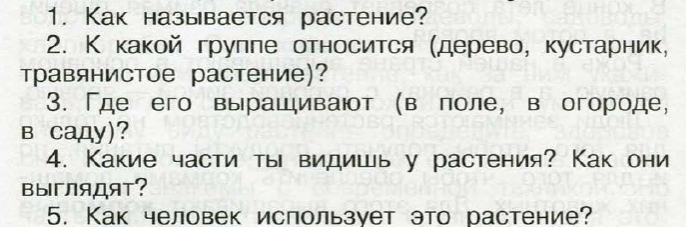 1. Как называется растение?
2. К какой группе относится (дерево, кустарник,
травянистое растение)?
3. Где его выращивают (в поле, в огороде,
в саду)?
4. Какие части ты видишь у растения? Как они
выглядят?
5. Как человек использует это растение?